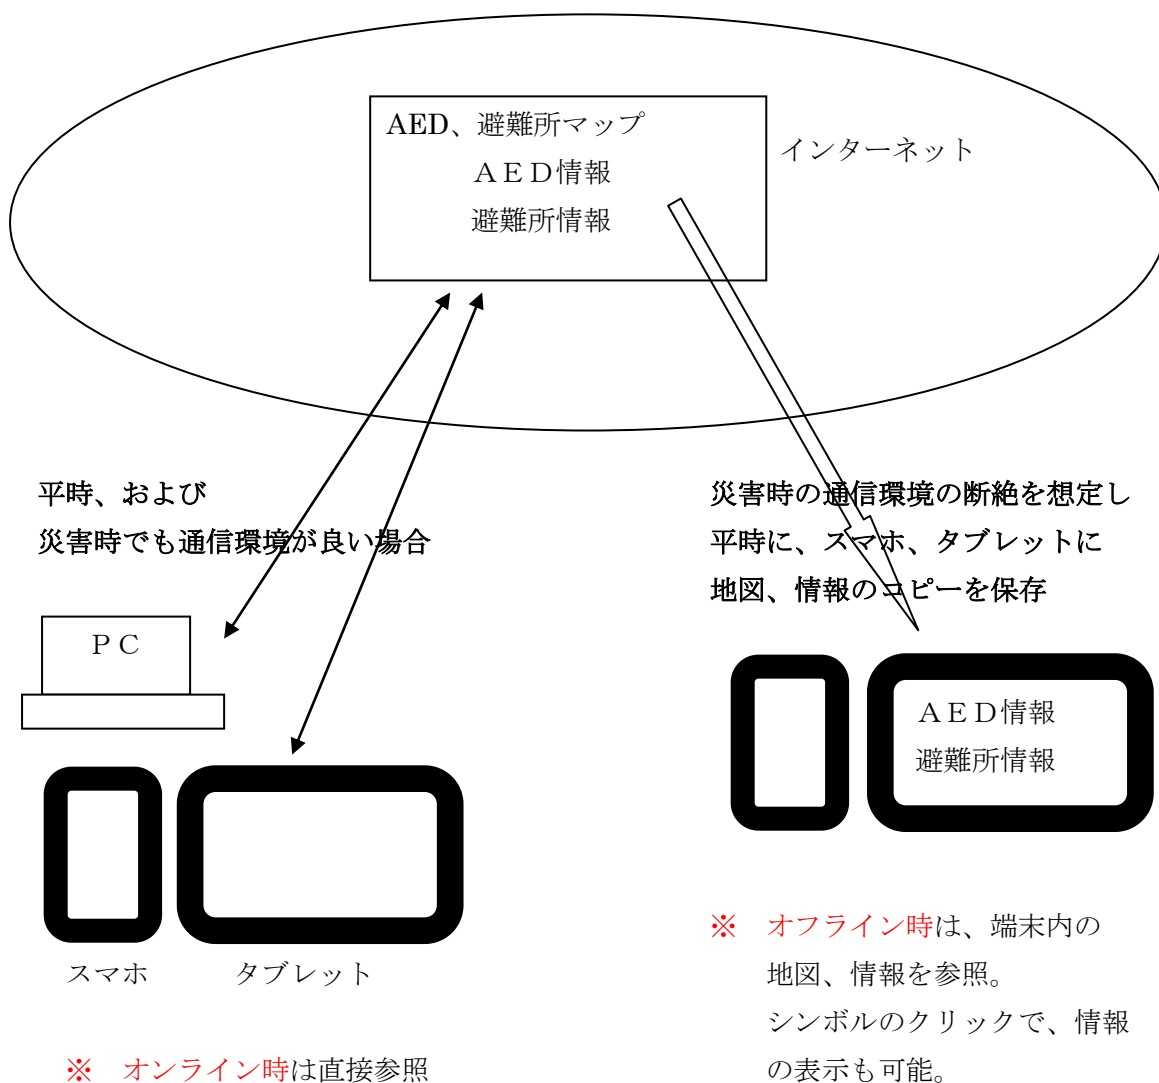 AED、避難所マップ
ＡＥＤ情報
避難所情報
インターネット
平時、および
災害時でも通信環境が良い場合
ＰＣ
スマホ
タブレット
※　オンライン時は直接参照
災害時の通信環境の断絶を想定し
平時に、スマホ、タブレットに
地図、情報のコピーを保存
ＡＥＤ情報
避難所情報
※　オフライン時は、端末内の
地図、情報を参照。
シンボルのクリックで、情報
の表示も可能。